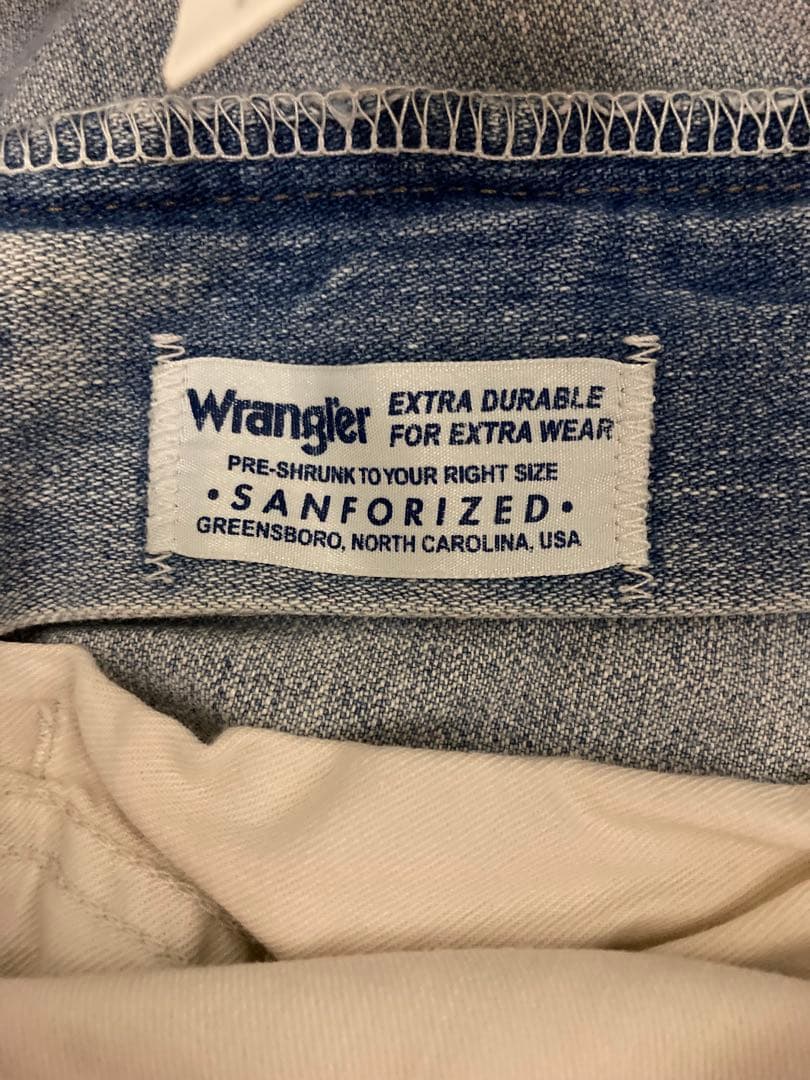 Wrangler EXTRA DURABLE
FOR EXTRA WEAR
PRE-SHRUNK TO YOUR RIGHT SIZE
•SANFORIZED•
GREENSBORO, NORTH CAROLINA, USA